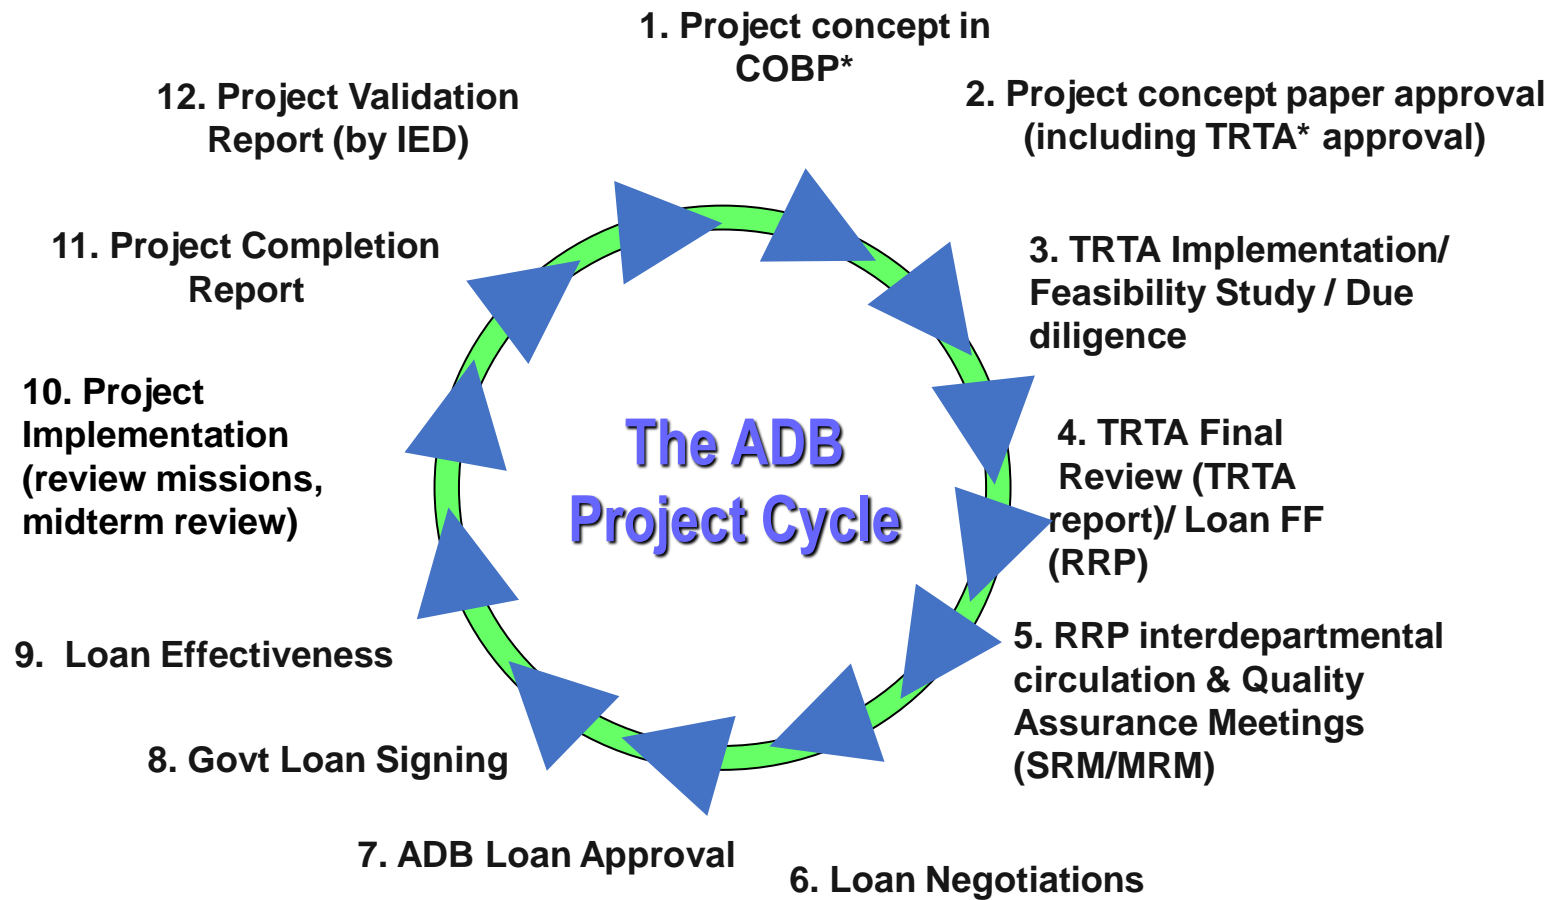 1. Project concept in
COBP*
2. Project concept paper approval
(including TRTA* approval)
3. TRTA Implementation/
Feasibility Study / Due
diligence
4. TRTA Final
Review (TRTA
report)/ Loan FF
(RRP)
5. RRP interdepartmental
circulation & Quality
Assurance Meetings
(SRM/MRM)
6. Loan Negotiations
7. ADB Loan Approval
8. Govt Loan Signing
9. Loan Effectiveness
10. Project
Implementation
(review missions,
midterm review)
11. Project Completion
Report
12. Project Validation
Report (by IED)
The ADB
Project Cycle